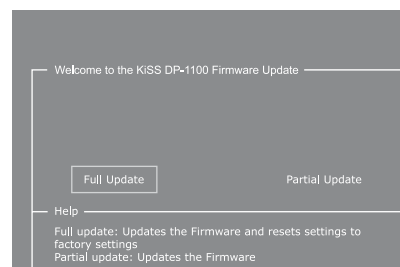 Welcome to the KiSS DP-1100 Firmware Update
Full Update
Partial Update
Help
Full update: Updates the Firmware and resets settings to
factory settings
Partial update: Updates the Firmware